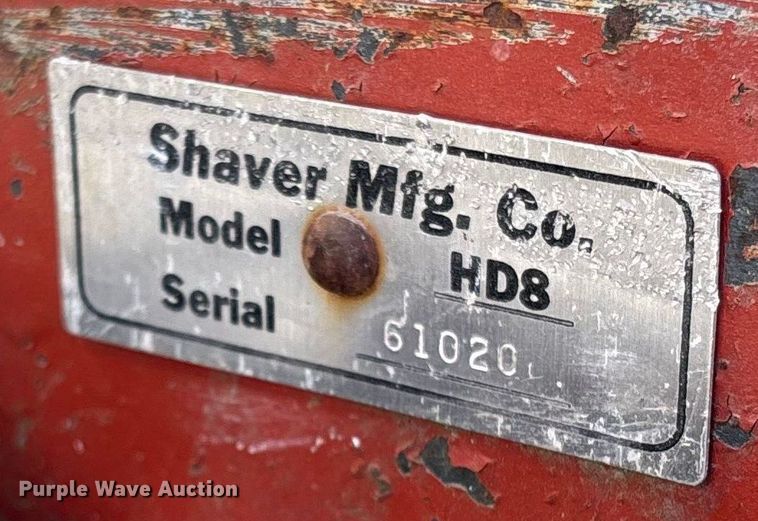 Shaver Mfg. Co.
Model HD8
Serial 61020
Purple Wave Auction